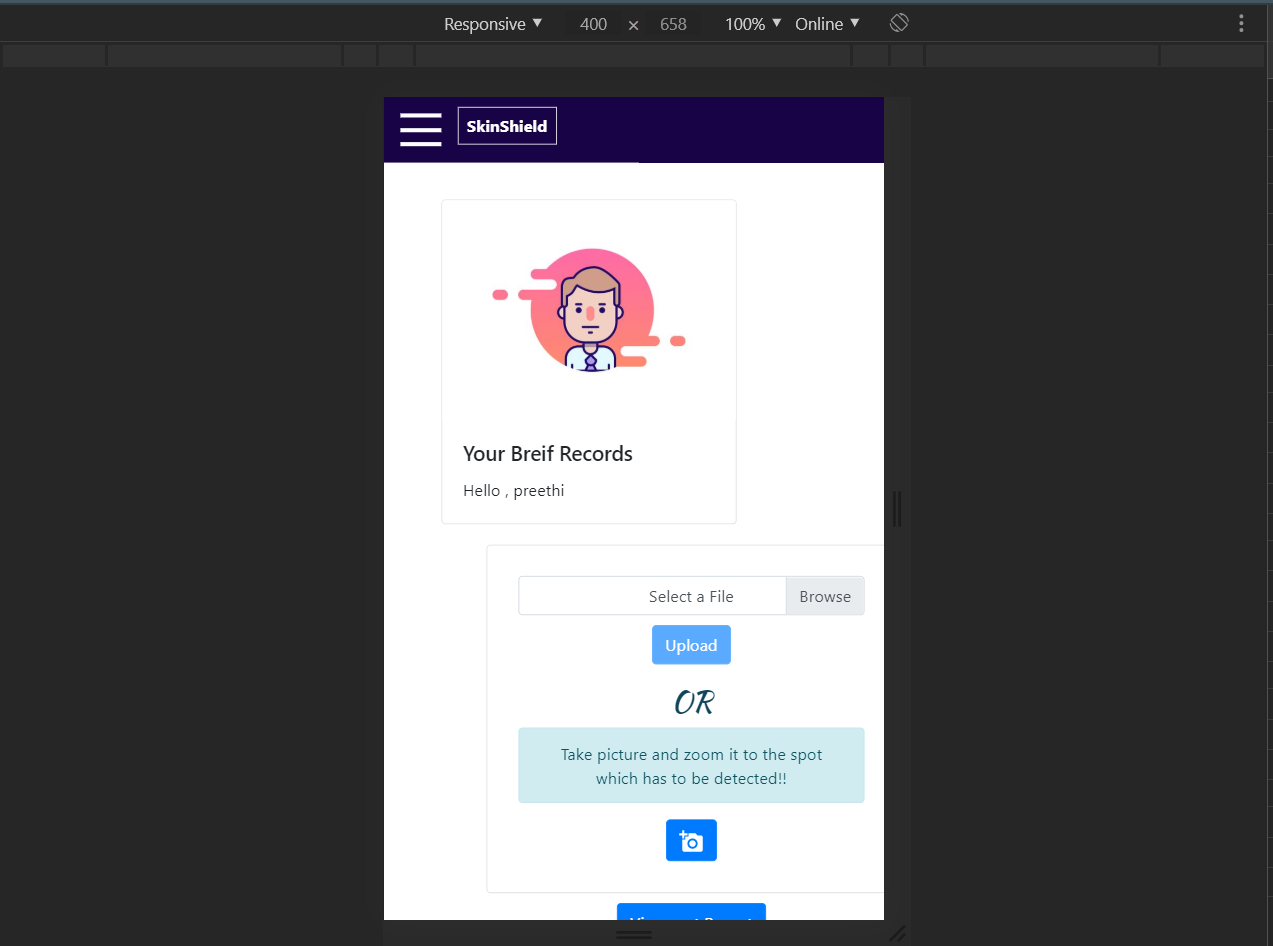 Responsive ▼ 400 × 658 100% ▼ Online ▼
SkinShield
Your Breif Records
Hello , preethi
Select a File Browse
Upload
OR
Take picture and zoom it to the spot
which has to be detected!!